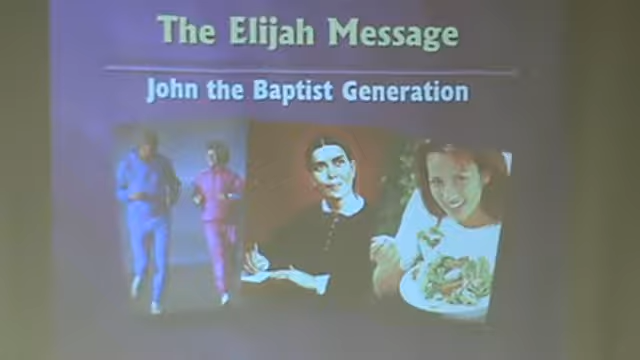 The Elijah Message
John the Baptist Generation